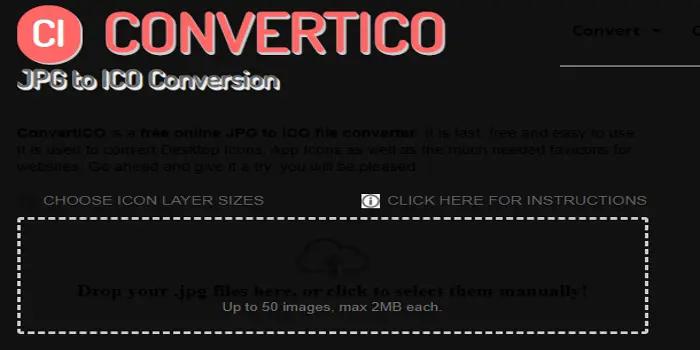 CI CONVERTICO
Convert
JPG to ICO Conversion
ConvertICO is a free online JPG to ICO file converter. It is fast, free and easy to use.
It is used to convert Desktop Icons, App Icons as well as the much needed favicons for
websites. Go ahead and give it a try, you will be pleased.
CHOOSE ICON LAYER SIZES
CLICK HERE FOR INSTRUCTIONS
Drop your .jpg files here, or click to select them manually!
Up to 50 images, max 2MB each.